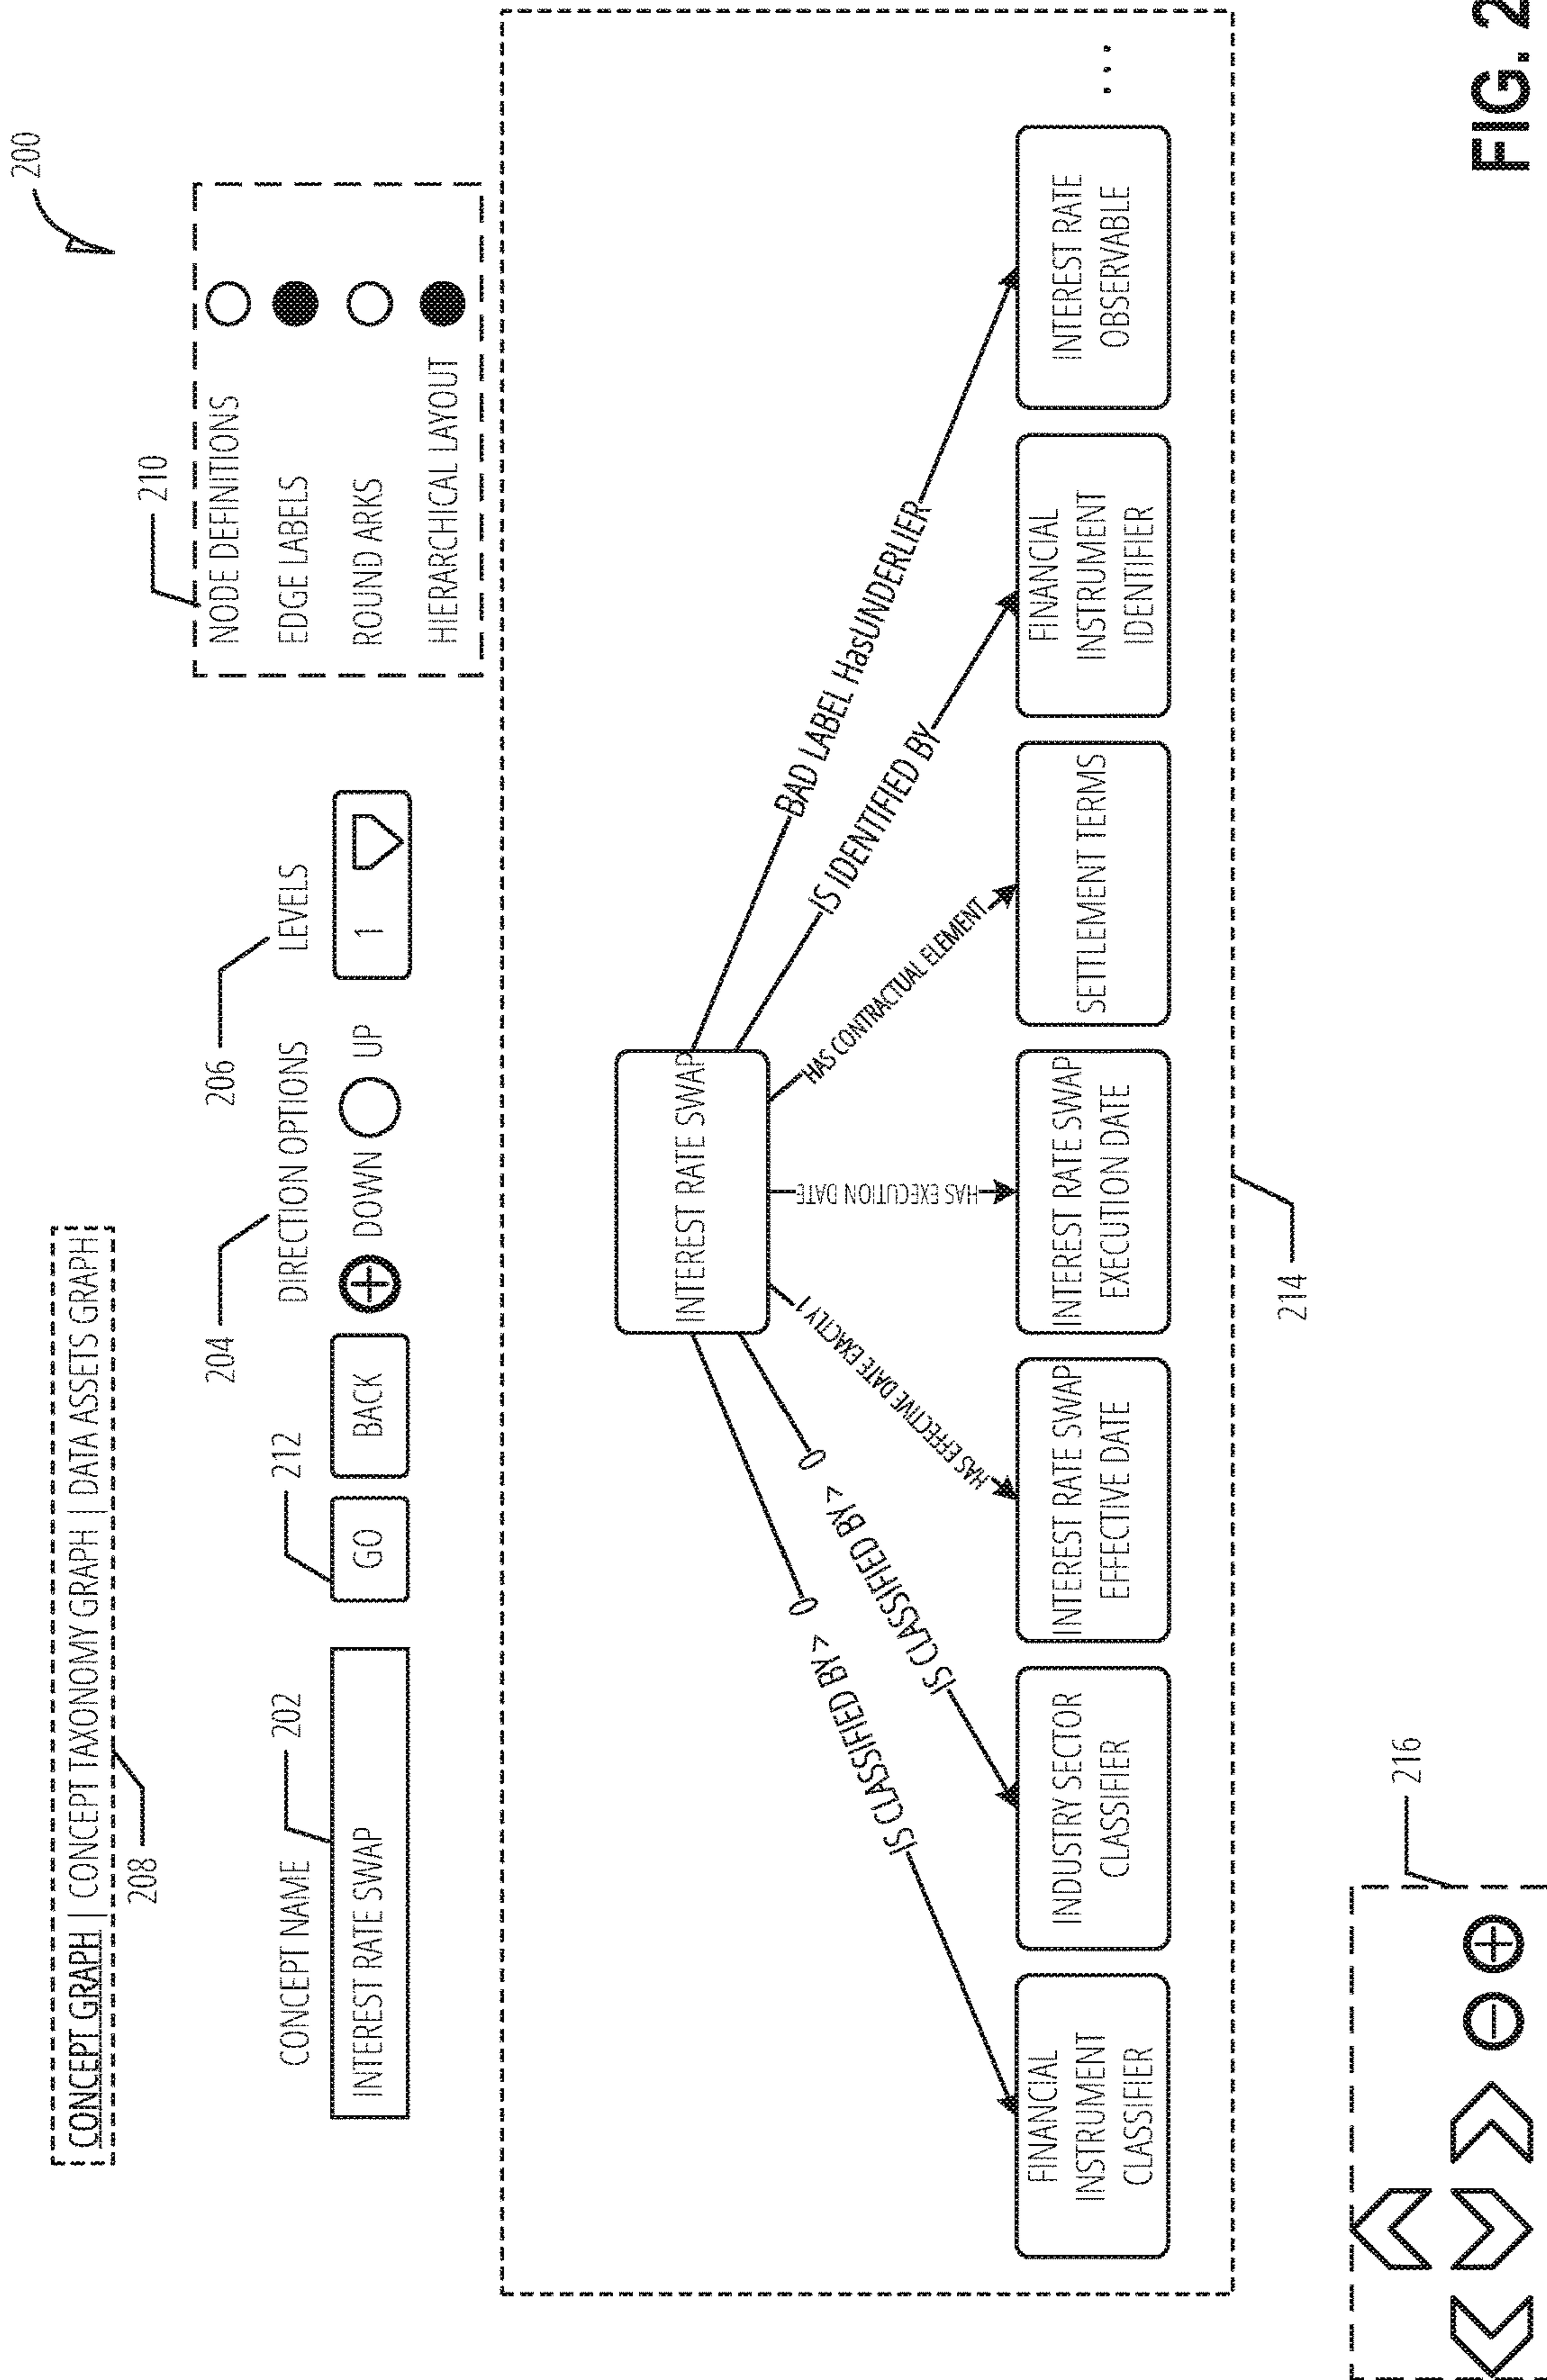 200
CONCEPT GRAPH | CONCEPT TAXONOMY GRAPH | DATA ASSETS GRAPH
208
210
NODE DEFINITIONS
EDGE LABELS
ROUND ARKS
HIERARCHICAL LAYOUT
202
CONCEPT NAME
INTEREST RATE SWAP
212
GO
BACK
204
DIRECTION OPTIONS
DOWN
UP
206
LEVELS
1
INTEREST RATE SWAP
IS CLASSIFIED BY > 0
IS CLASSIFIED BY > 0
HAS EFFECTIVE DATE EXACTLY 1
HAS EXECUTION DATE
HAS CONTRACTUAL ELEMENT
IS IDENTIFIED BY
BAD LABEL HasUNDERLIER
FINANCIAL
INSTRUMENT
CLASSIFIER
INDUSTRY SECTOR
CLASSIFIER
INTEREST RATE SWAP
EFFECTIVE DATE
INTEREST RATE SWAP
EXECUTION DATE
SETTLEMENT TERMS
FINANCIAL
INSTRUMENT
IDENTIFIER
INTEREST RATE
OBSERVABLE
...
214
216
FIG. 2